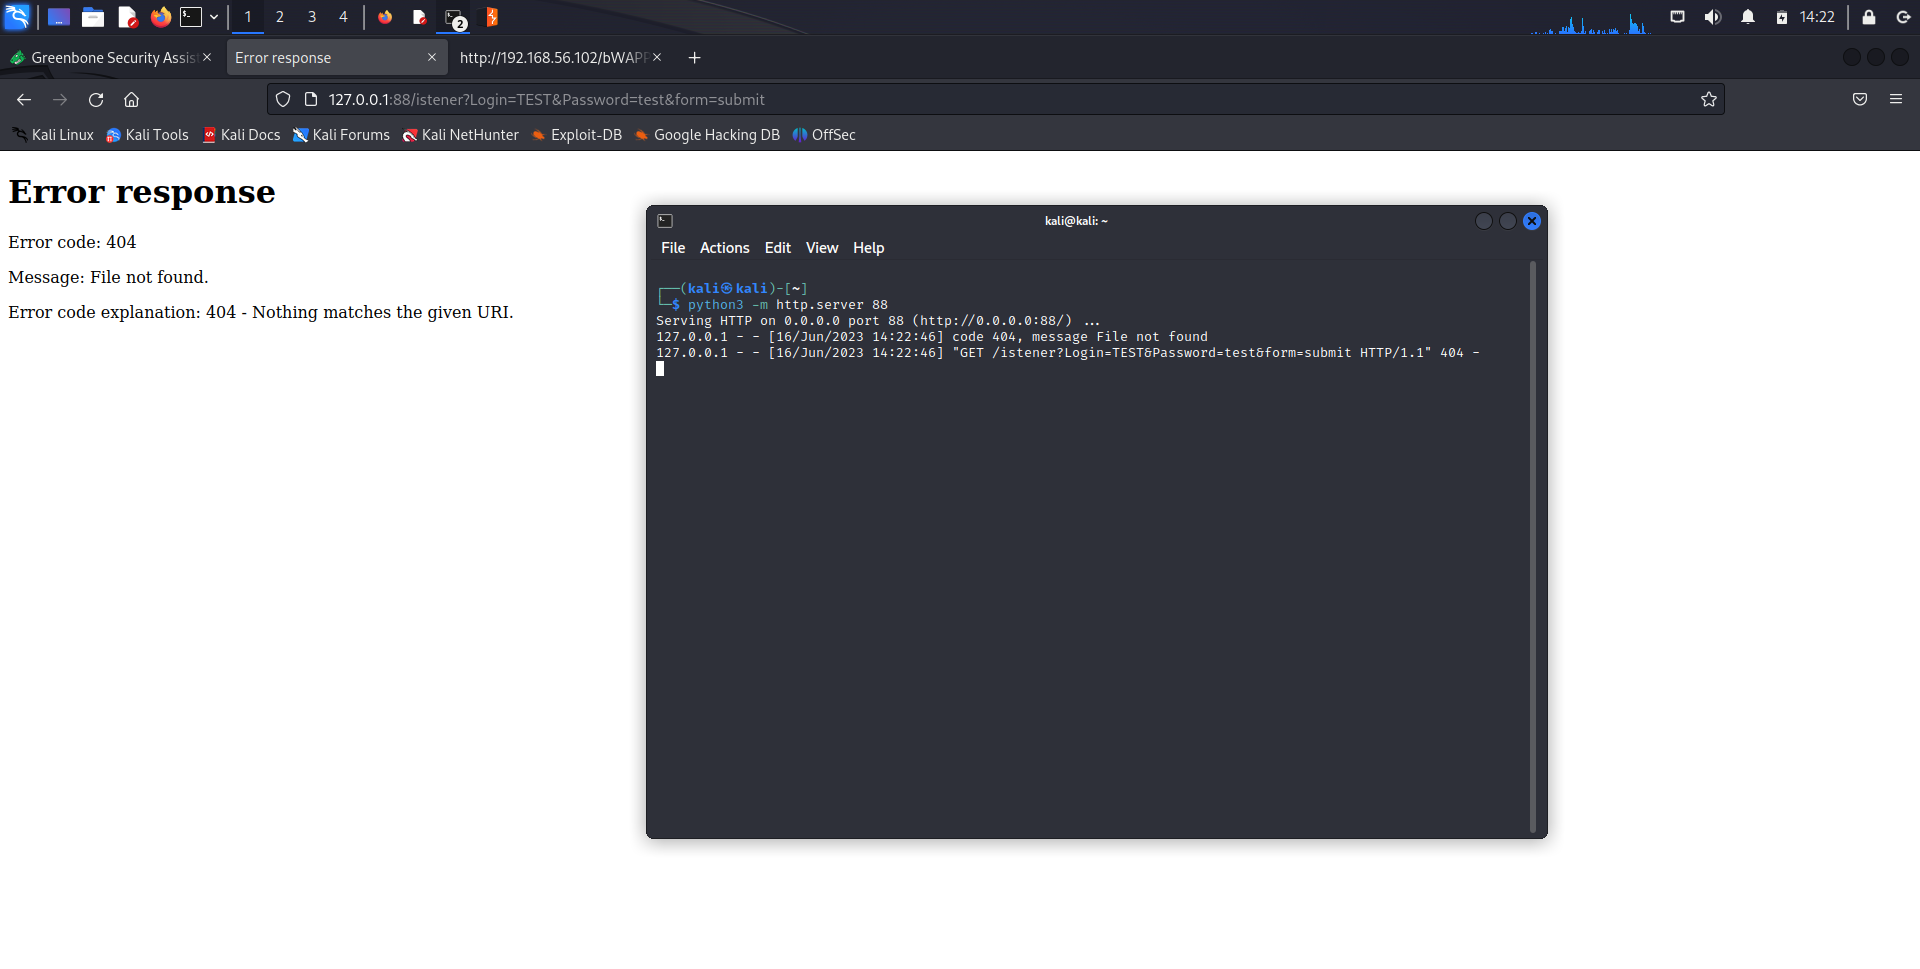 1 2 3 4 2 14:22
Greenbone Security Assis Error response http://192.168.56.102/bWAPP
127.0.0.1:88/istener?Login=TEST&Password=test&form=submit
Kali Linux Kali Tools Kali Docs Kali Forums Kali NetHunter Exploit-DB Google Hacking DB OffSec
Error response
Error code: 404
Message: File not found.
Error code explanation: 404 - Nothing matches the given URI.
kali@kali: ~
File Actions Edit View Help
┌──(kali㉿kali)-[~]
└─$ python3 -m http.server 88
Serving HTTP on 0.0.0.0 port 88 (http://0.0.0.0:88/) ...
127.0.0.1 - - [16/Jun/2023 14:22:46] code 404, message File not found
127.0.0.1 - - [16/Jun/2023 14:22:46] "GET /istener?Login=TEST&Password=test&form=submit HTTP/1.1" 404 -